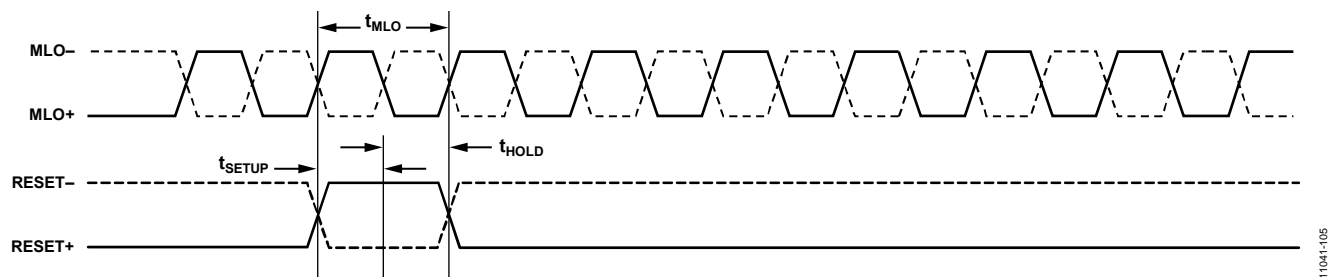 tMLO
MLO–
MLO+
tSETUP
tHOLD
RESET–
RESET+
11041-105